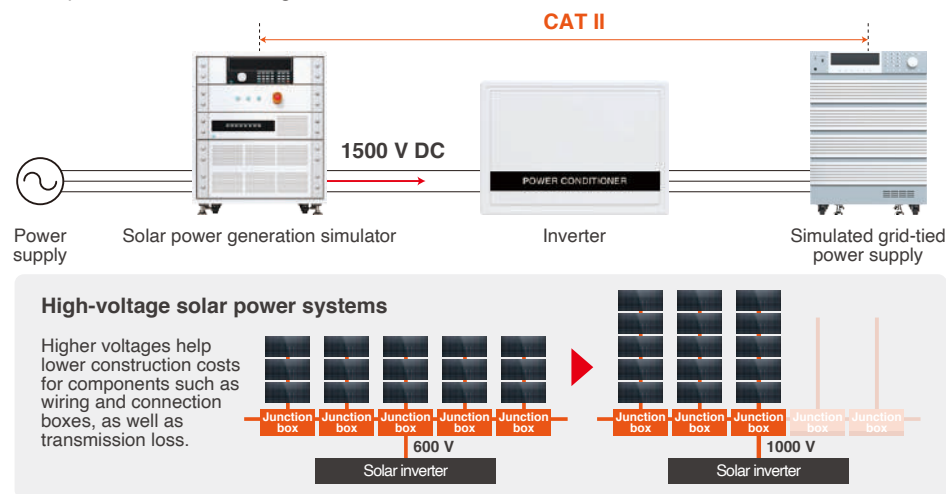 CAT II
1500 V DC
POWER CONDITIONER
Power
supply
Solar power generation simulator
Inverter
Simulated grid-tied
power supply
High-voltage solar power systems
Higher voltages help
lower construction costs
for components such as
wiring and connection
boxes, as well as
transmission loss.
Junction
box
Junction
box
Junction
box
Junction
box
Junction
box
600 V
Solar inverter
Junction
box
Junction
box
Junction
box
Junction
box
Junction
box
1000 V
Solar inverter